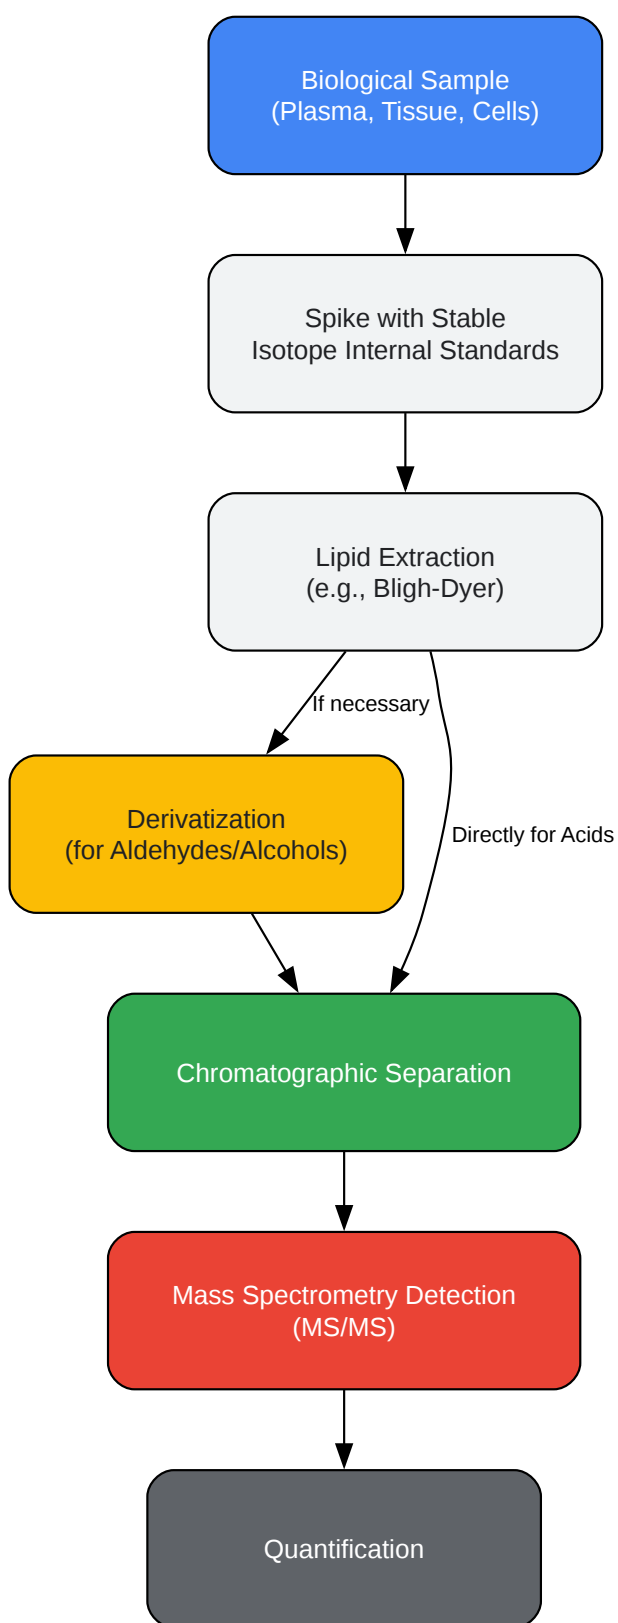 Biological Sample
(Plasma, Tissue, Cells)
Spike with Stable
Isotope Internal Standards
Lipid Extraction
(e.g., Bligh-Dyer)
If necessary
Derivatization
(for Aldehydes/Alcohols)
Directly for Acids
Chromatographic Separation
Mass Spectrometry Detection
(MS/MS)
Quantification